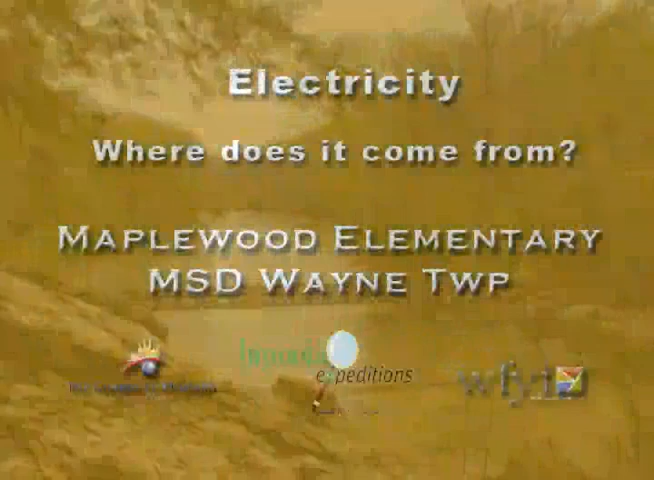 Electricity
Where does it come from?
MAPLEWOOD ELEMENTARY
MSD WAYNE TWP
expeditions
wfyi